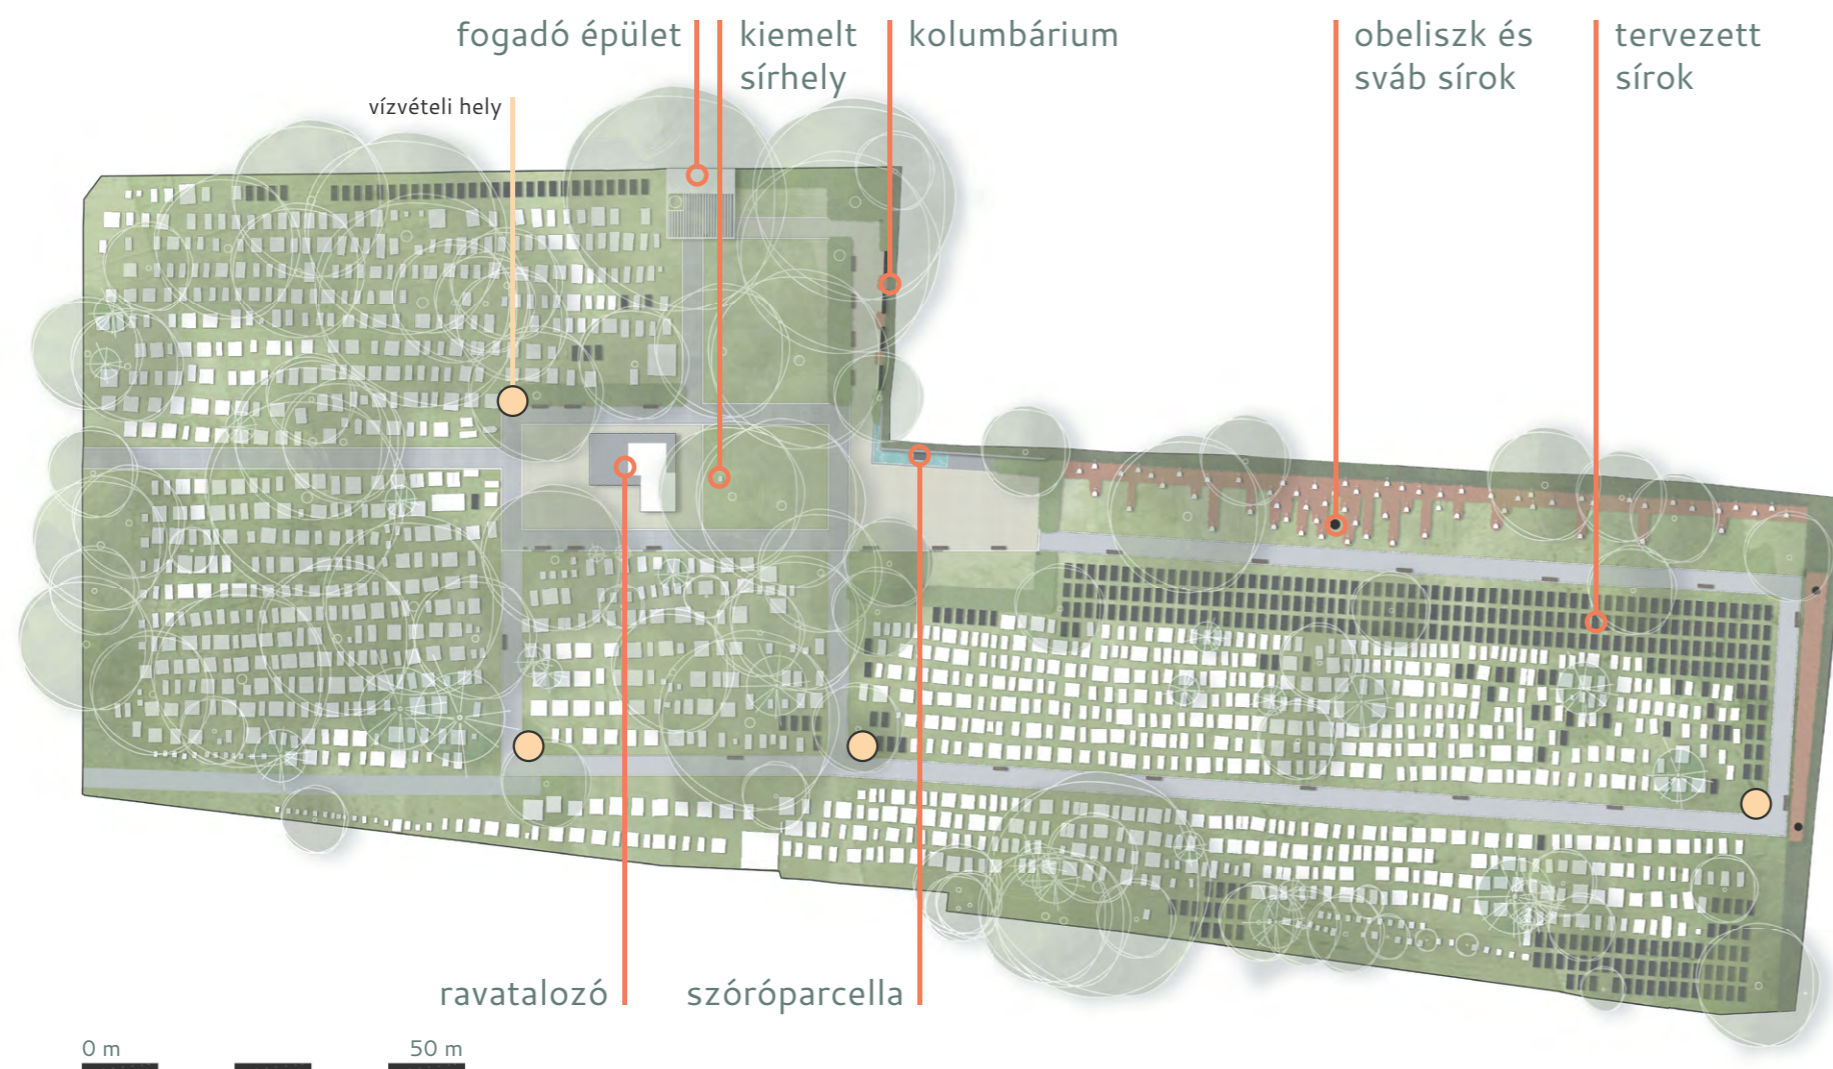 fogadó épület
kiemelt
sírhely
kolumbárium
obeliszk és
sváb sírok
tervezett
sírok
vízvételi hely
ravatalozó
szóróparcella
0 m
50 m